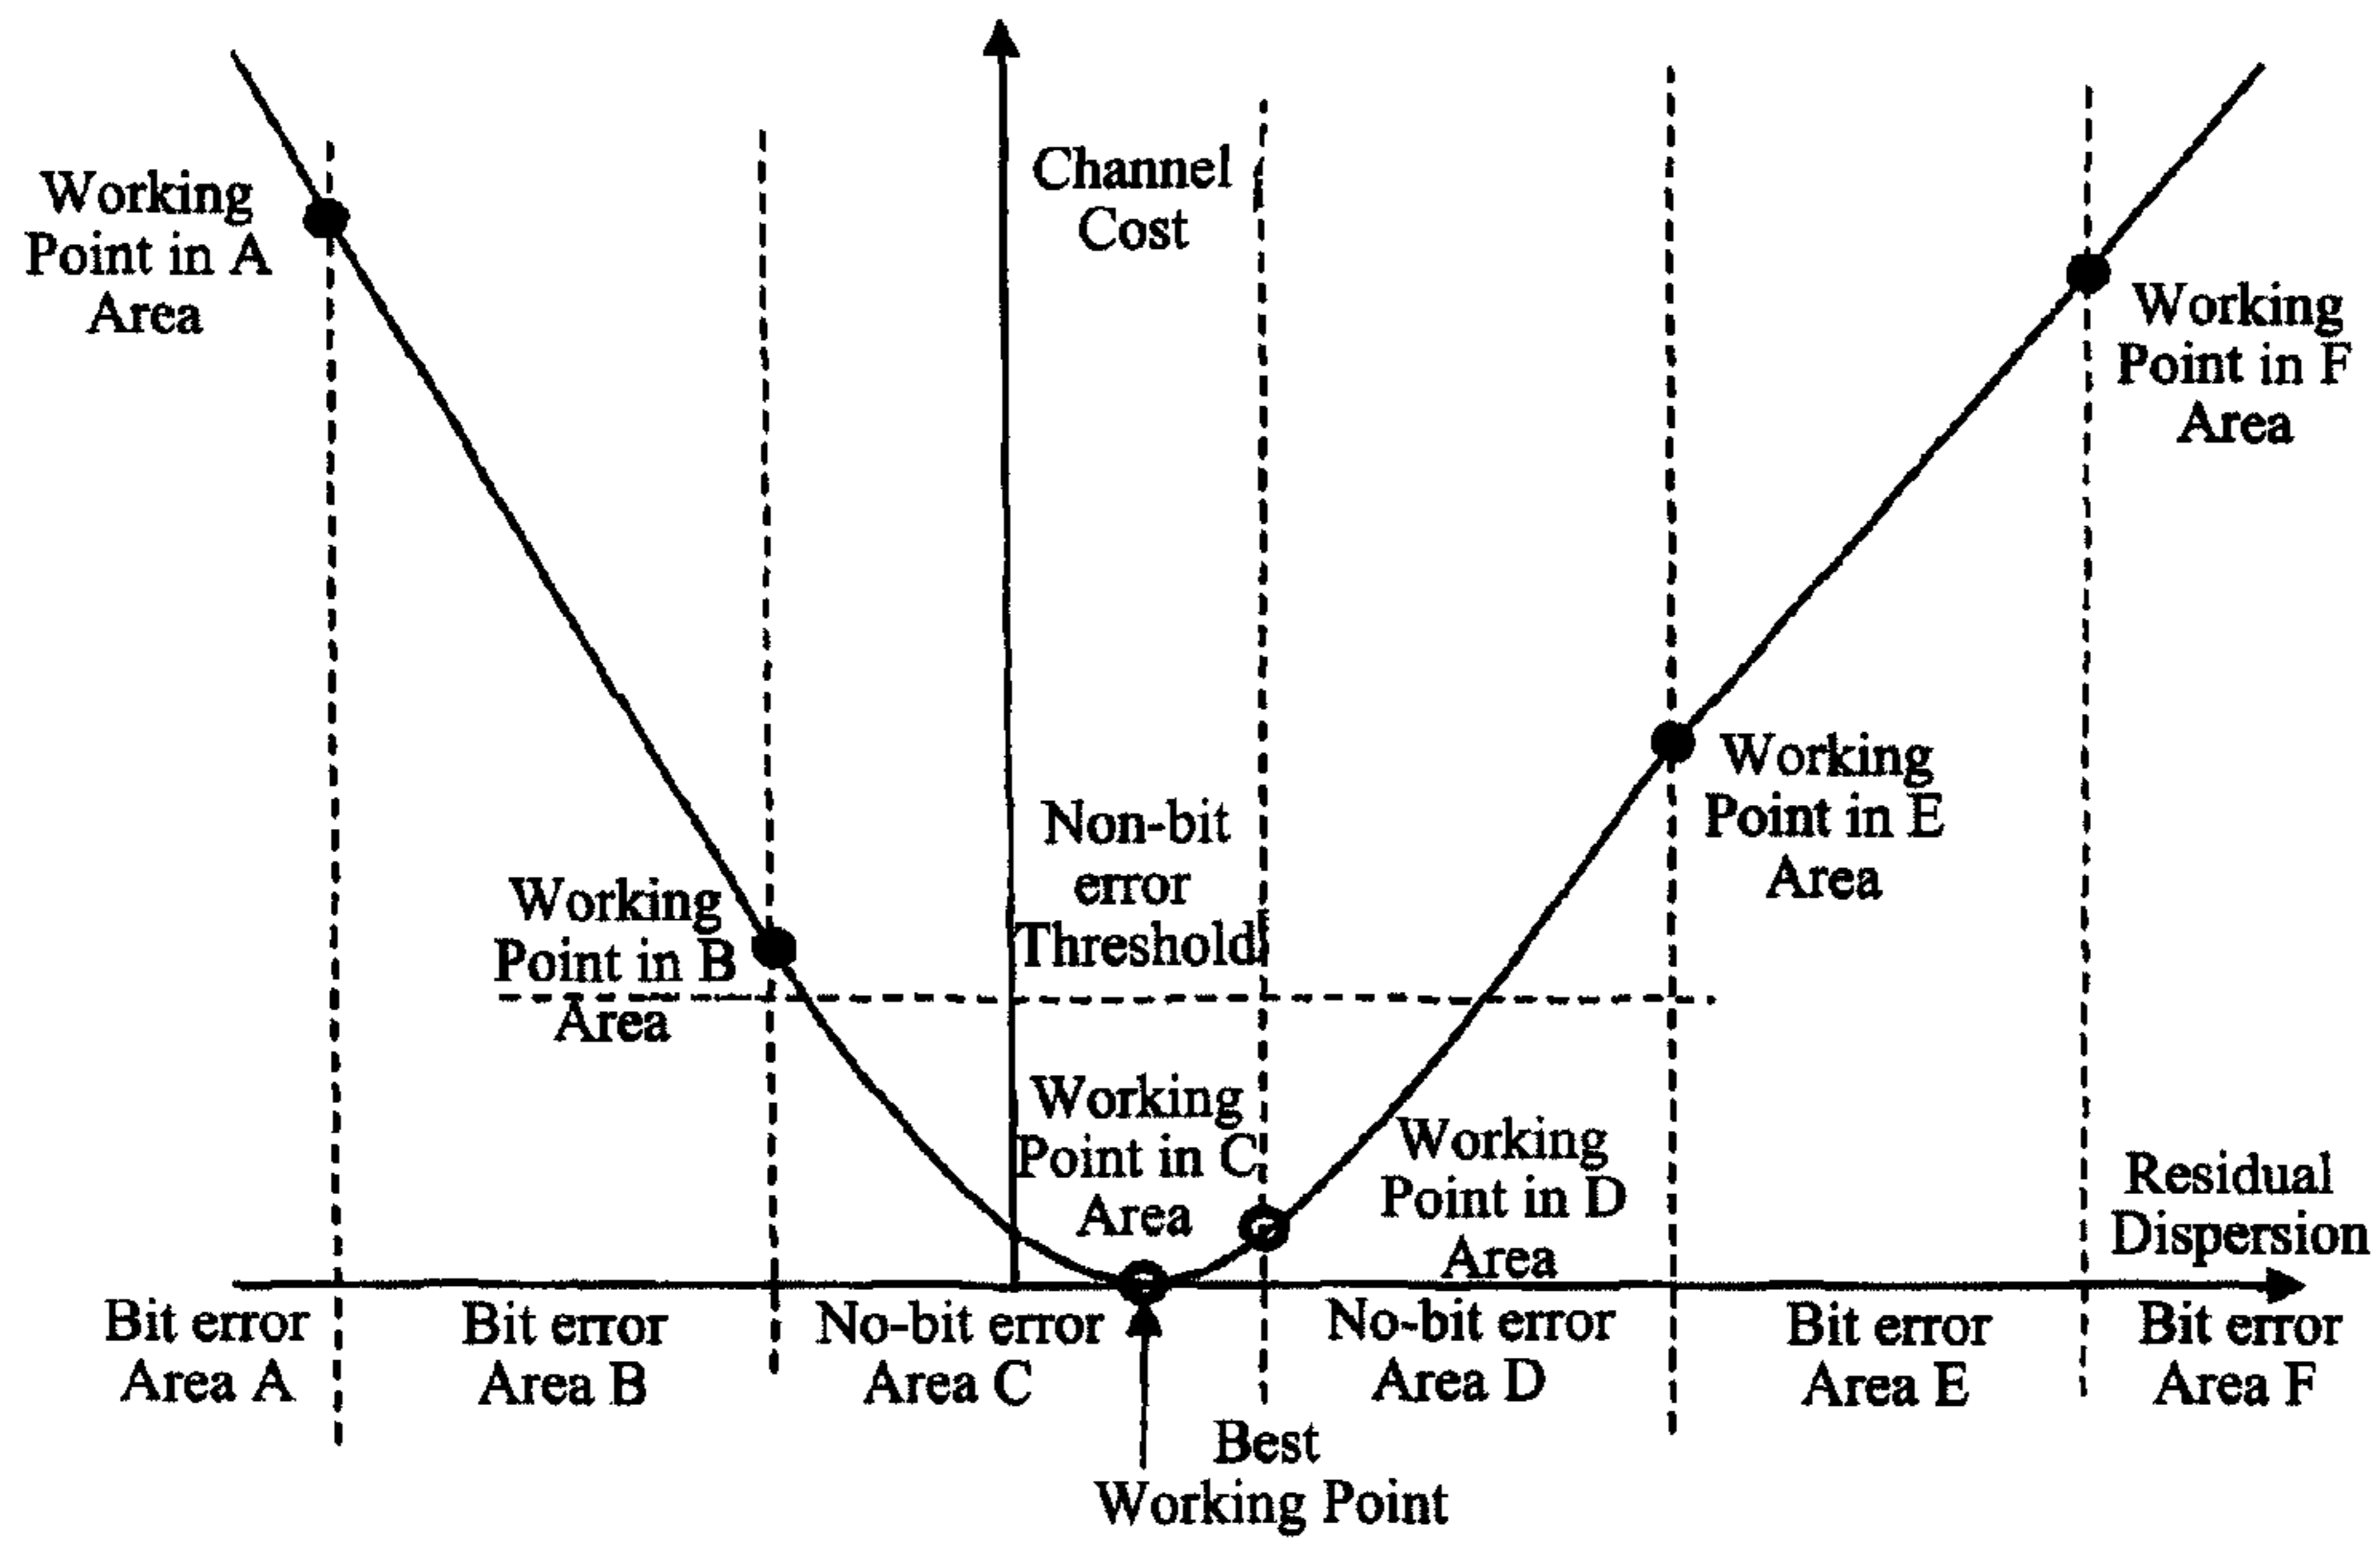 Channel
Cost
Working
Point in A
Area
Working
Point in F
Area
Working
Point in E
Area
Non-bit
error
Threshold
Working
Point in B
Area
Working
Point in C
Area
Working
Point in D
Area
Residual
Dispersion
Bit error
Area A
Bit error
Area B
No-bit error
Area C
No-bit error
Area D
Bit error
Area E
Bit error
Area F
Best
Working Point